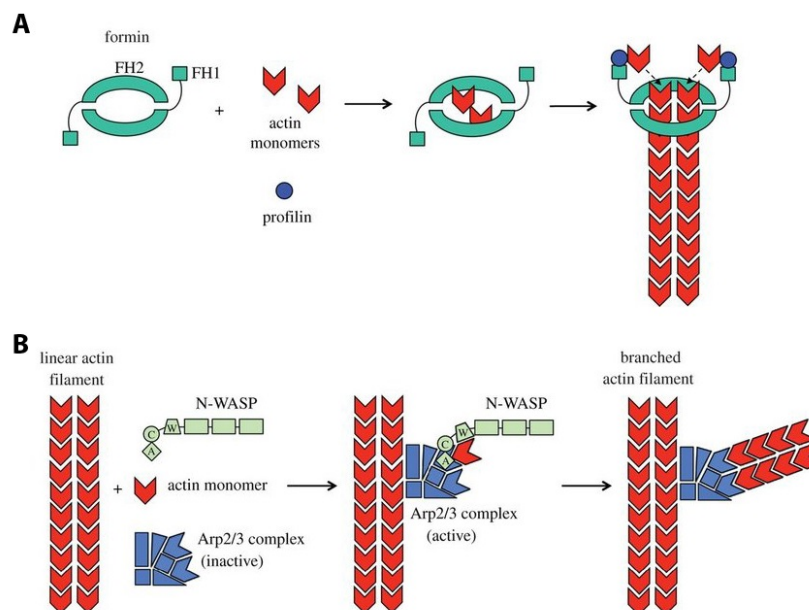 A
formin
FH2
FH1
+
actin
monomers
profilin
B
linear actin
filament
N-WASP
C
W
A
+
actin monomer
Arp2/3 complex
(inactive)
N-WASP
C
W
A
Arp2/3 complex
(active)
branched
actin filament